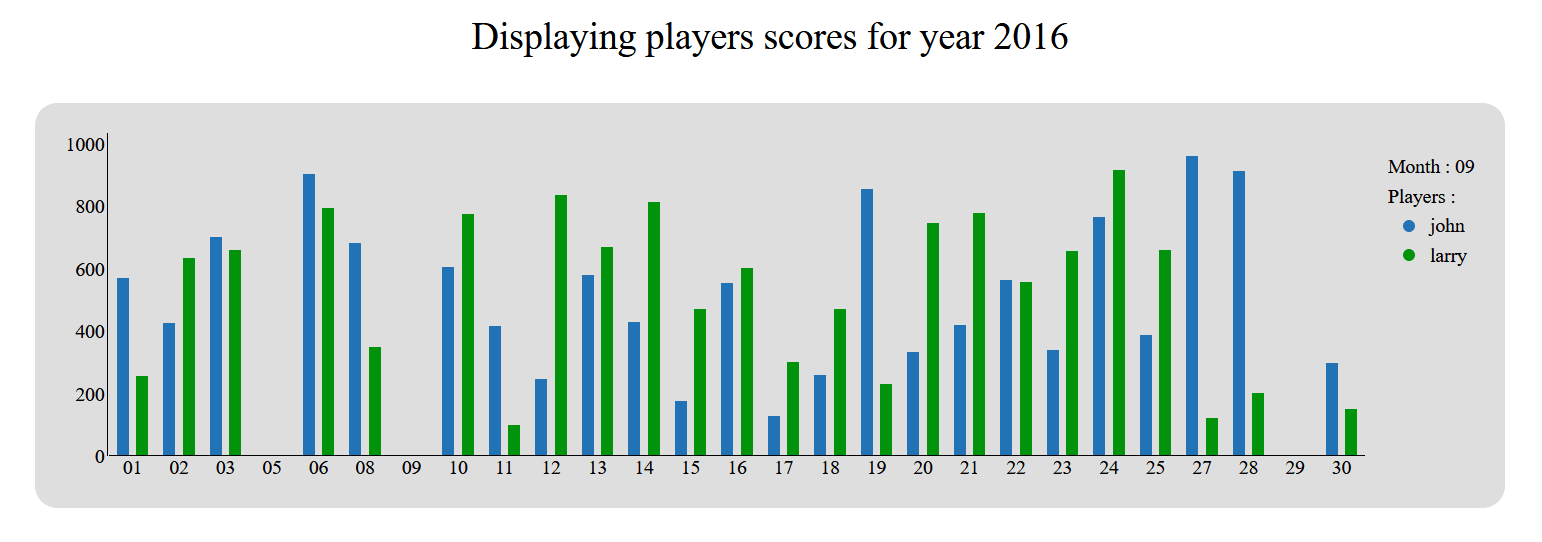 Displaying players scores for year 2016
1000
800
600
400
200
0
01 02 03 05 06 08 09 10 11 12 13 14 15 16 17 18 19 20 21 22 23 24 25 27 28 29 30
Month : 09
Players :
john
larry